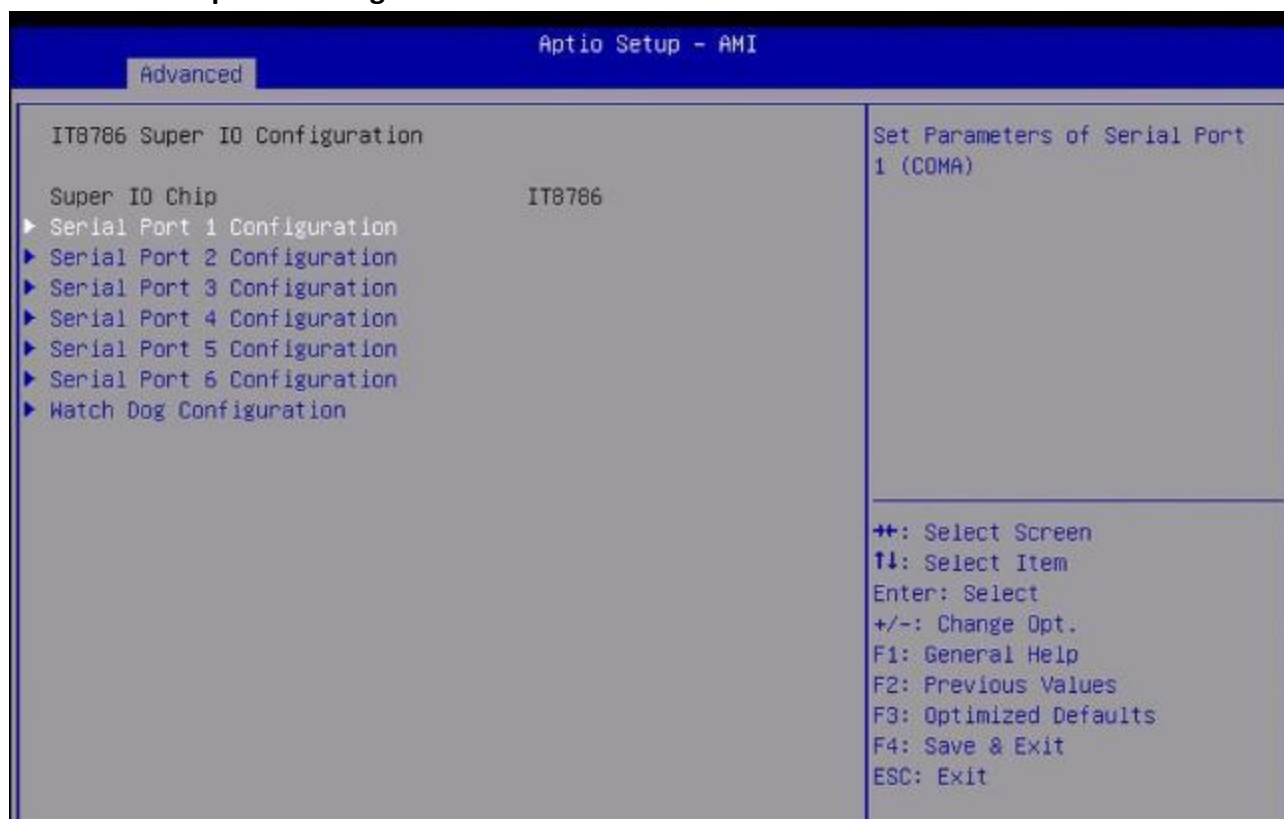 Aptio Setup - AMI
Advanced
IT8786 Super IO Configuration
Super IO Chip IT8786
Serial Port 1 Configuration
Serial Port 2 Configuration
Serial Port 3 Configuration
Serial Port 4 Configuration
Serial Port 5 Configuration
Serial Port 6 Configuration
Watch Dog Configuration
Set Parameters of Serial Port
1 (COMA)
→←: Select Screen
↑↓: Select Item
Enter: Select
+/-: Change Opt.
F1: General Help
F2: Previous Values
F3: Optimized Defaults
F4: Save & Exit
ESC: Exit